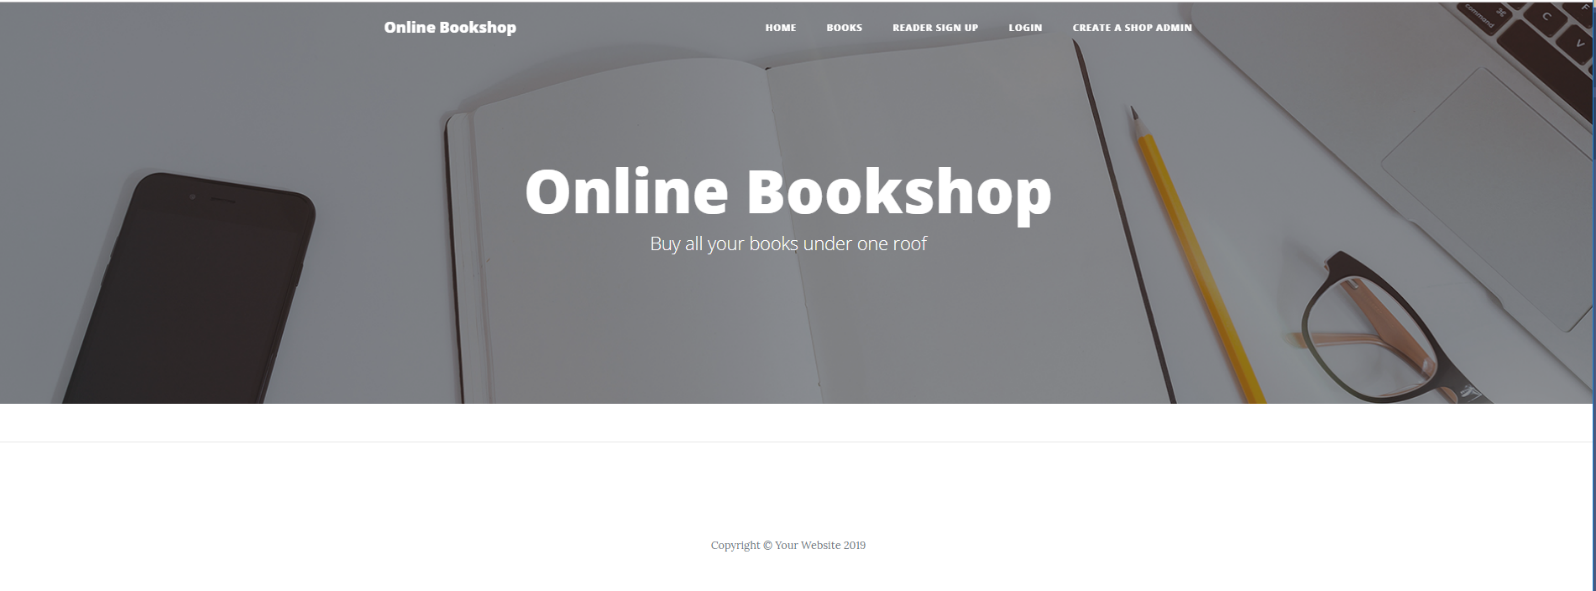 Online Bookshop
HOME BOOKS READER SIGN UP LOGIN CREATE A SHOP ADMIN
Online Bookshop
Buy all your books under one roof
command
C
F
V
Copyright © Your Website 2019